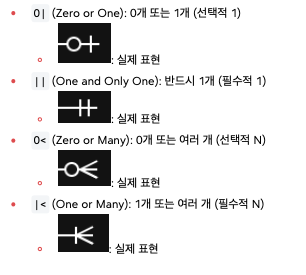 0| (Zero or One): 0개 또는 1개 (선택적 1)
: 실제 표현
|| (One and Only One): 반드시 1개 (필수적 1)
: 실제 표현
0< (Zero or Many): 0개 또는 여러 개 (선택적 N)
: 실제 표현
|< (One or Many): 1개 또는 여러 개 (필수적 N)
: 실제 표현